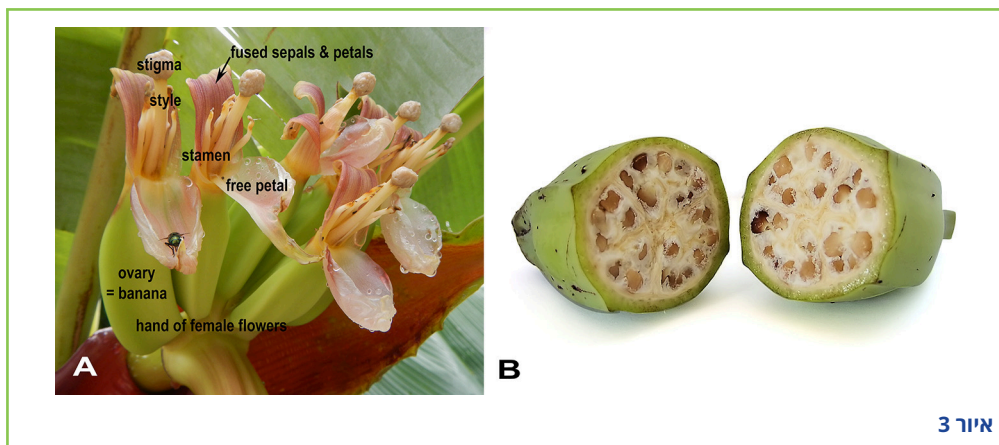 fused sepals & petals
stigma
style
stamen
free petal
ovary
= banana
hand of female flowers
A
B
איור 3